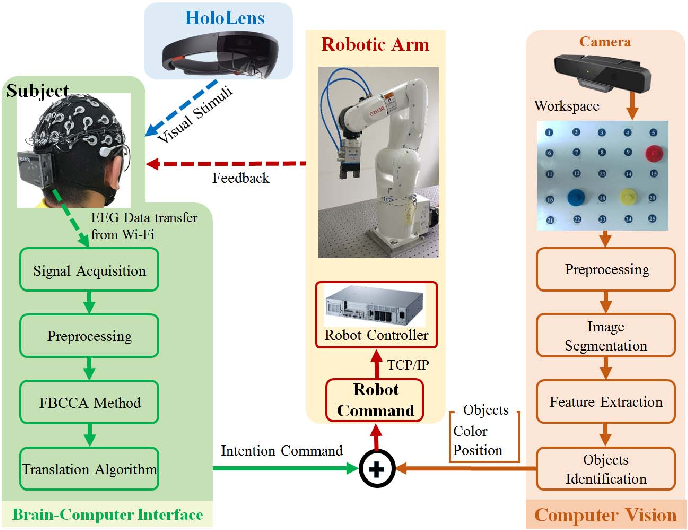 HoloLens
Subject
Visual Stimuli
Feedback
EEG Data transfer
from Wi-Fi
Signal Acquisition
Preprocessing
FBCCA Method
Translation Algorithm
Brain-Computer Interface
Intention Command
Robotic Arm
Robot Controller
TCP/IP
Robot
Command
Objects
Color
Position
Camera
Workspace
Preprocessing
Image
Segmentation
Feature Extraction
Objects
Identification
Computer Vision